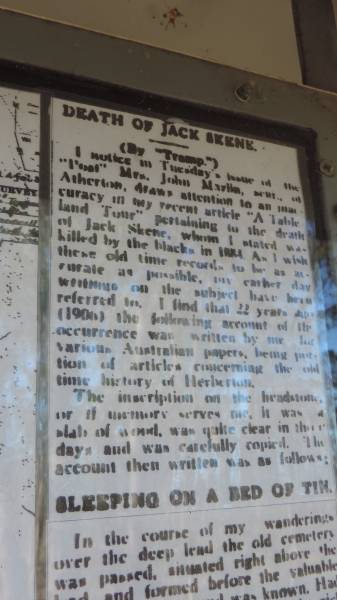 DEATH OF JACK SKENE.
(By "Tramp.")
I notice in Tuesday's issue of the
"Post" Mrs. John Mazlin, senr., of
Atherton, draws attention to an inac-
curacy in my recent article "A Table-
land Tour" pertaining to the death
of Jack Skene, whom I stated was
killed by the blacks in 1884. As I wish
these old time records to be as ac-
curate as possible, my earlier day
writings on the subject have been
referred to. I find that 22 years ago
(1906) the following account of the
occurrence was written by me for
various Australian papers, being por-
tion of articles concerning the old
time history of Herberton.
The inscription on the headstone,
or if memory serves me, it was a
slab of wood, was quite clear in those
days and was carefully copied. The
account then written was as follows:
SLEEPING ON A BED OF TIN.
In the course of my wanderings
over the deep lead the old cemetery
was passed, situated right above the
lead, and formed before the valuable
was known. Had